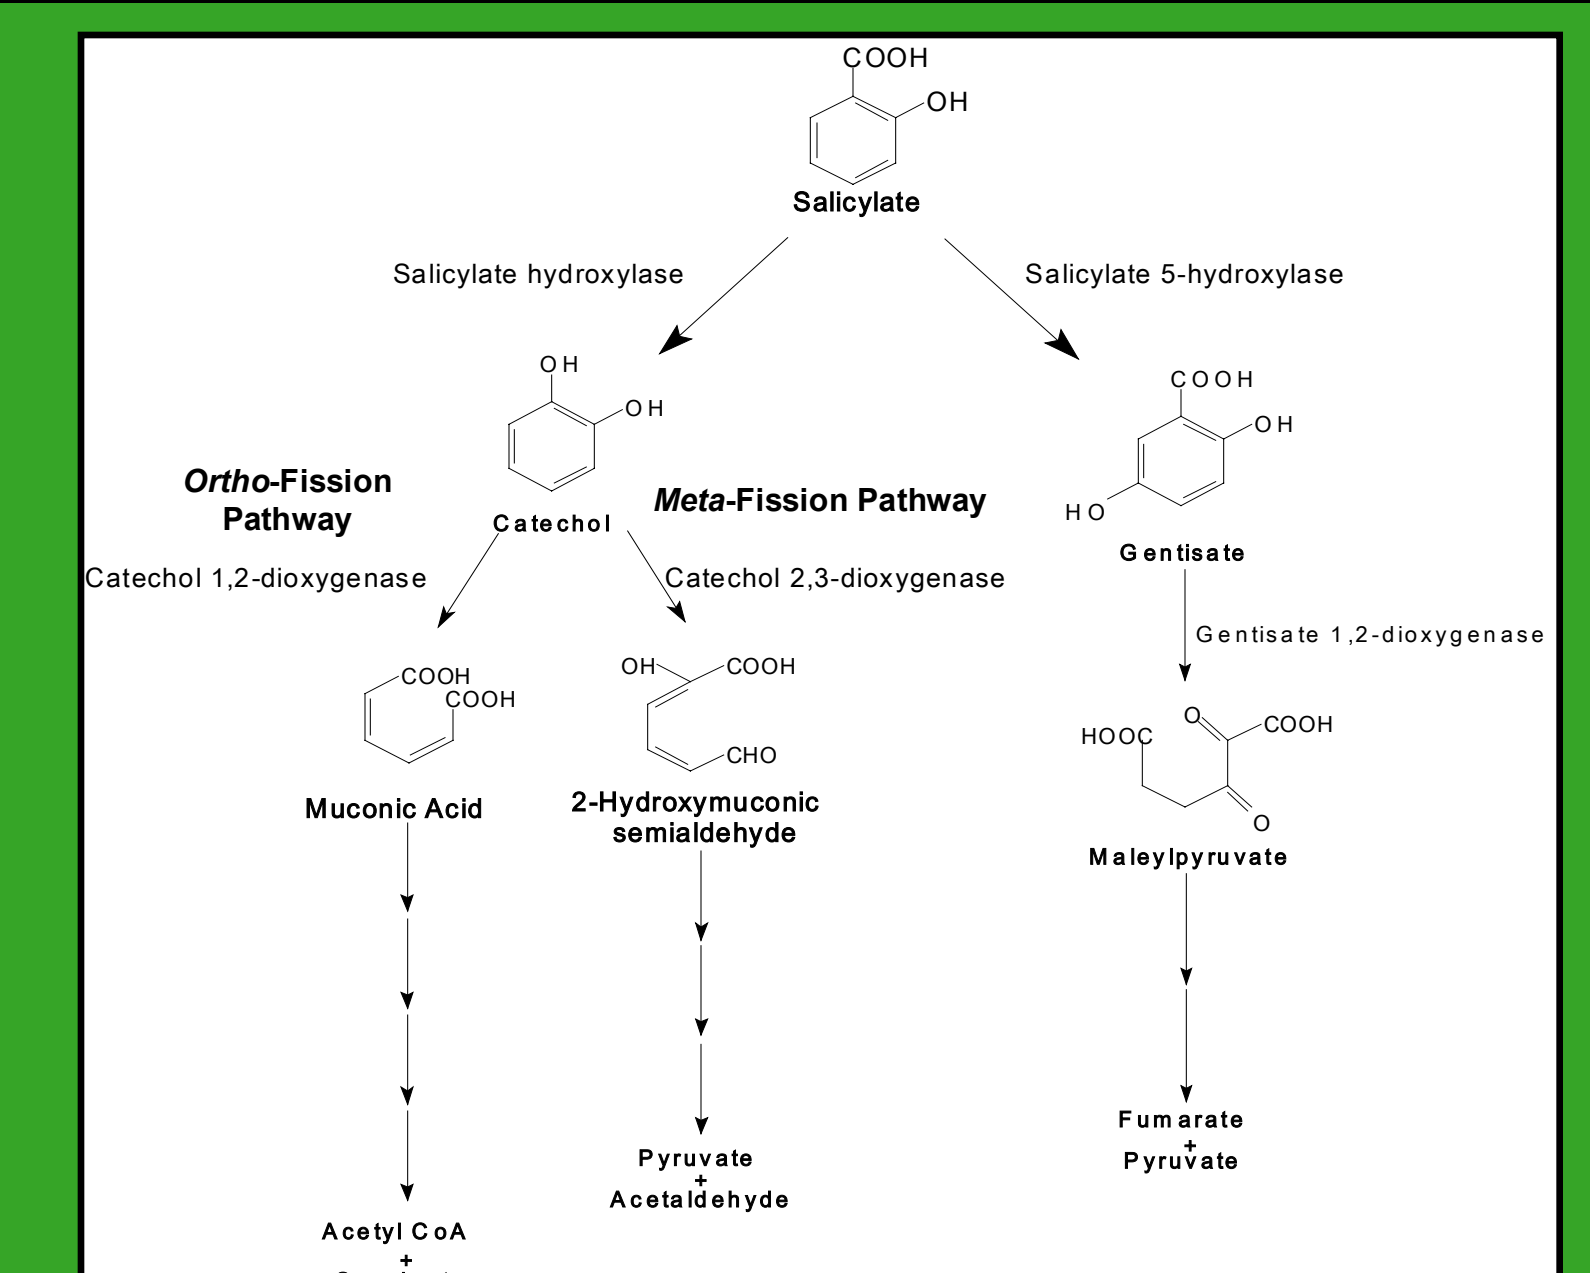 COOH
OH
Salicylate
Salicylate hydroxylase
Salicylate 5-hydroxylase
OH
OH
COOH
OH
HO
Ortho-Fission
Pathway
Meta-Fission Pathway
Catechol
Gentisate
Catechol 1,2-dioxygenase
Catechol 2,3-dioxygenase
Gentisate 1,2-dioxygenase
COOH
COOH
OH
COOH
CHO
O
COOH
HOOC
O
Muconic Acid
2-Hydroxymuconic
semialdehyde
Maleylpyruvate
Fumarate
+
Pyruvate
Pyruvate
+
Acetaldehyde
Acetyl CoA
+